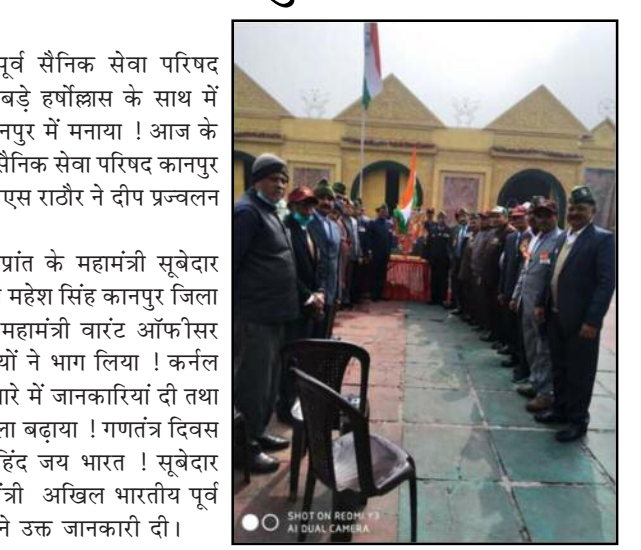 पूर्व सैनिक सेवा परिषद
बड़े हर्षोल्लास के साथ में
नपुर में मनाया ! आज के
सैनिक सेवा परिषद कानपुर
एस राठौर ने दीप प्रज्वलन
प्रांत के महामंत्री सूबेदार
महेश सिंह कानपुर जिला
महामंत्री वारंट ऑफीसर
यों ने भाग लिया ! कर्नल
ारे में जानकारियां दी तथा
ला बढ़ाया ! गणतंत्र दिवस
हिंद जय भारत ! सूबेदार
मंत्री अखिल भारतीय पूर्व
ने उक्त जानकारी दी।
SHOT ON REDMI Y3
AI DUAL CAMERA